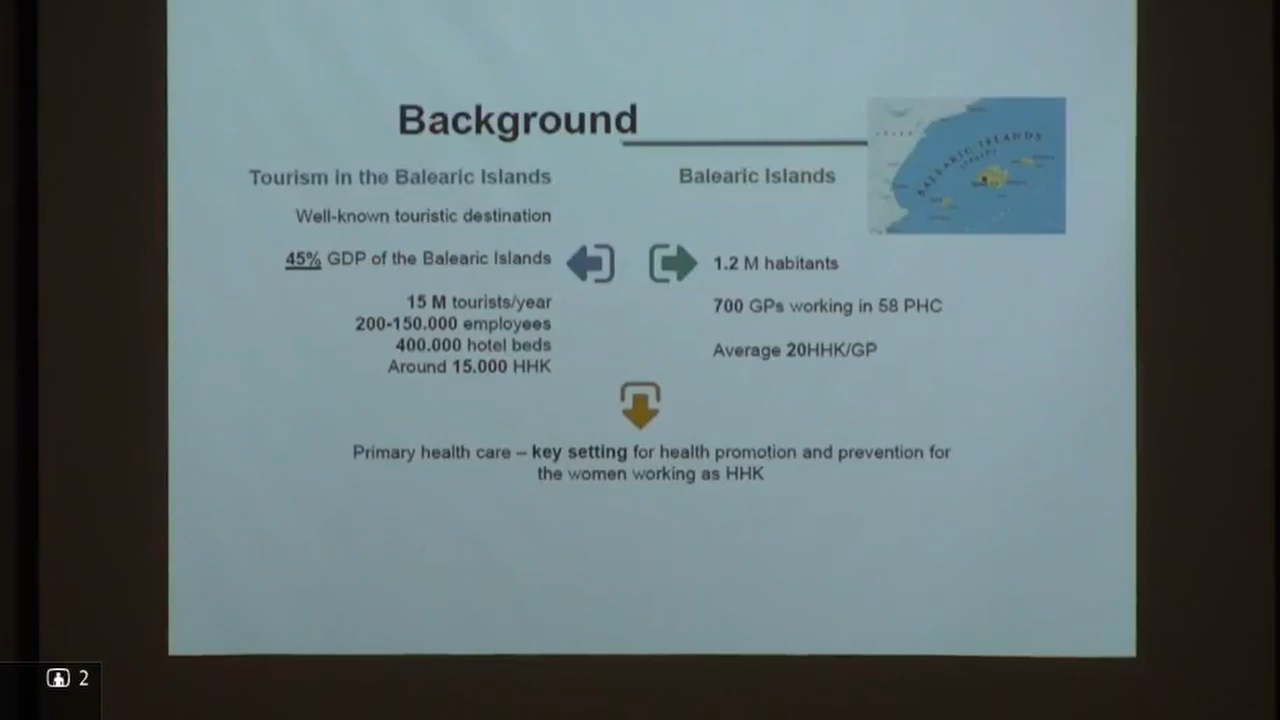 Background
Tourism in the Balearic Islands
Well-known touristic destination
45% GDP of the Balearic Islands
15 M tourists/year
200-150.000 employees
400.000 hotel beds
Around 15.000 HHK
Balearic Islands
BALEARIC ISLANDS
1.2 M habitants
700 GPs working in 58 PHC
Average 20HHK/GP
Primary health care – key setting for health promotion and prevention for
the women working as HHK
2